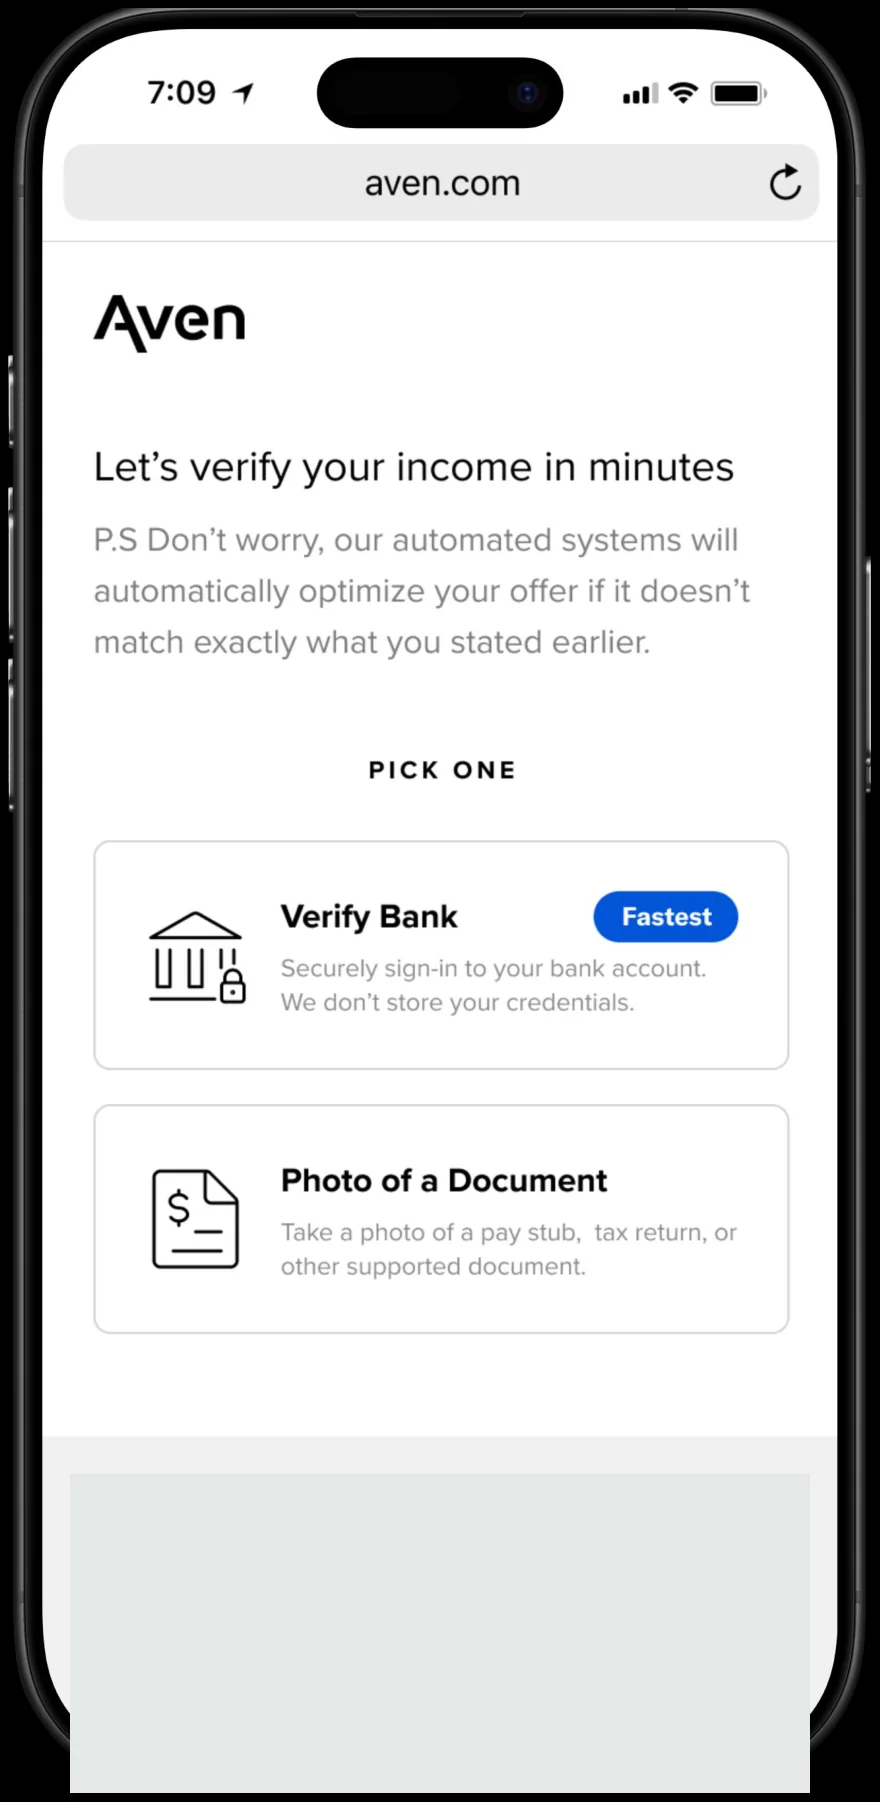 7:09
aven.com
Aven
Let’s verify your income in minutes
P.S Don’t worry, our automated systems will
automatically optimize your offer if it doesn’t
match exactly what you stated earlier.
PICK ONE
Verify Bank
Fastest
Securely sign-in to your bank account.
We don’t store your credentials.
$
Photo of a Document
Take a photo of a pay stub,  tax return, or
other supported document.